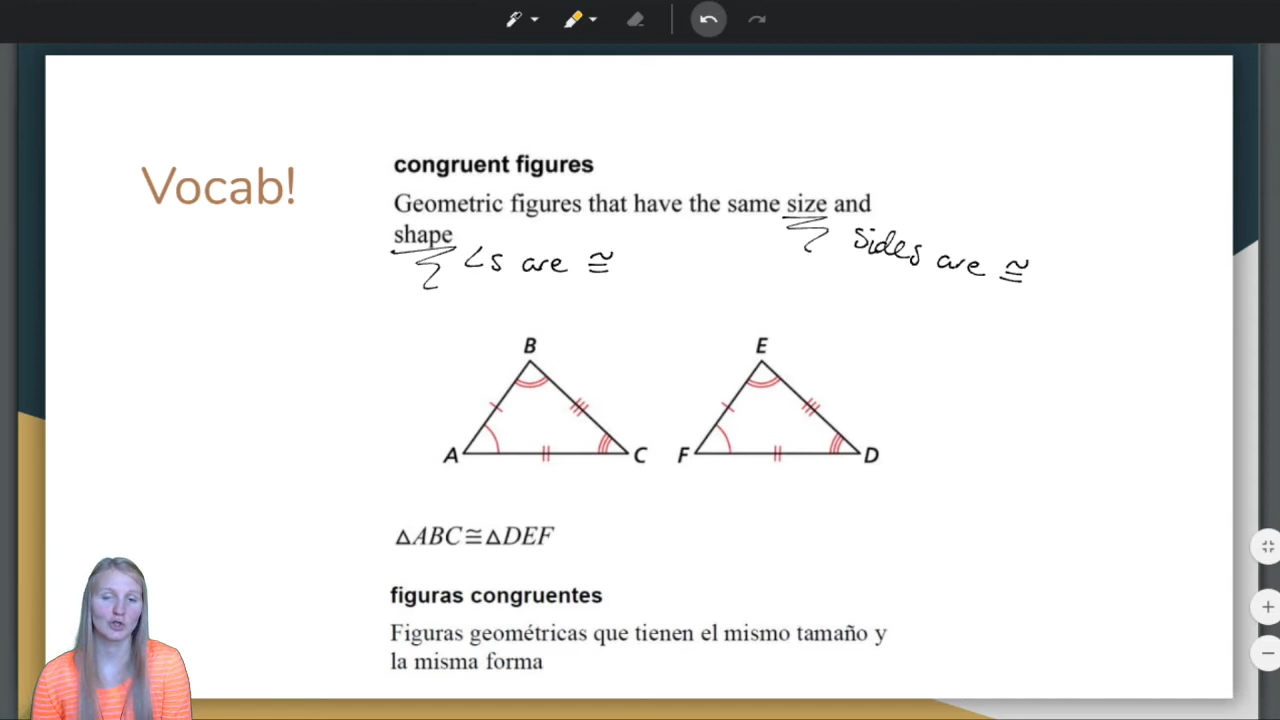 Vocab!
congruent figures
Geometric figures that have the same size and
shape
∠s are ≅
sides are ≅
B
A
C
E
F
D
△ABC≅△DEF
figuras congruentes
Figuras geométricas que tienen el mismo tamaño y
la misma forma